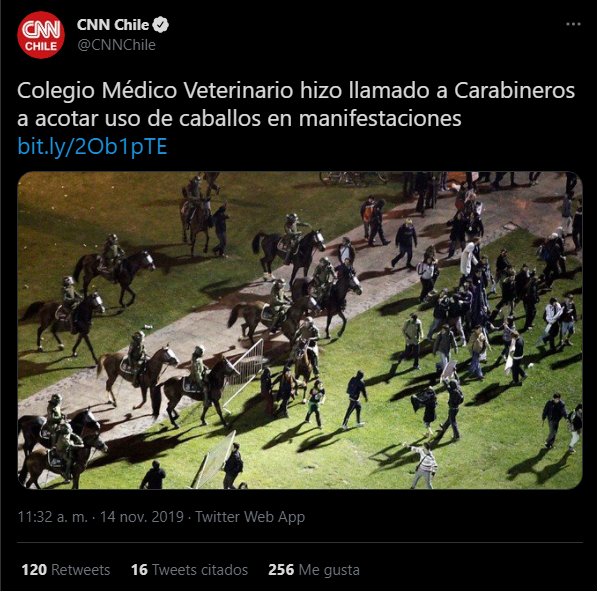 CNN
CHILE
CNN Chile
@CNNChile
Colegio Médico Veterinario hizo llamado a Carabineros
a acotar uso de caballos en manifestaciones
bit.ly/2Ob1pTE
11:32 a. m. · 14 nov. 2019 · Twitter Web App
120 Retweets 16 Tweets citados 256 Me gusta